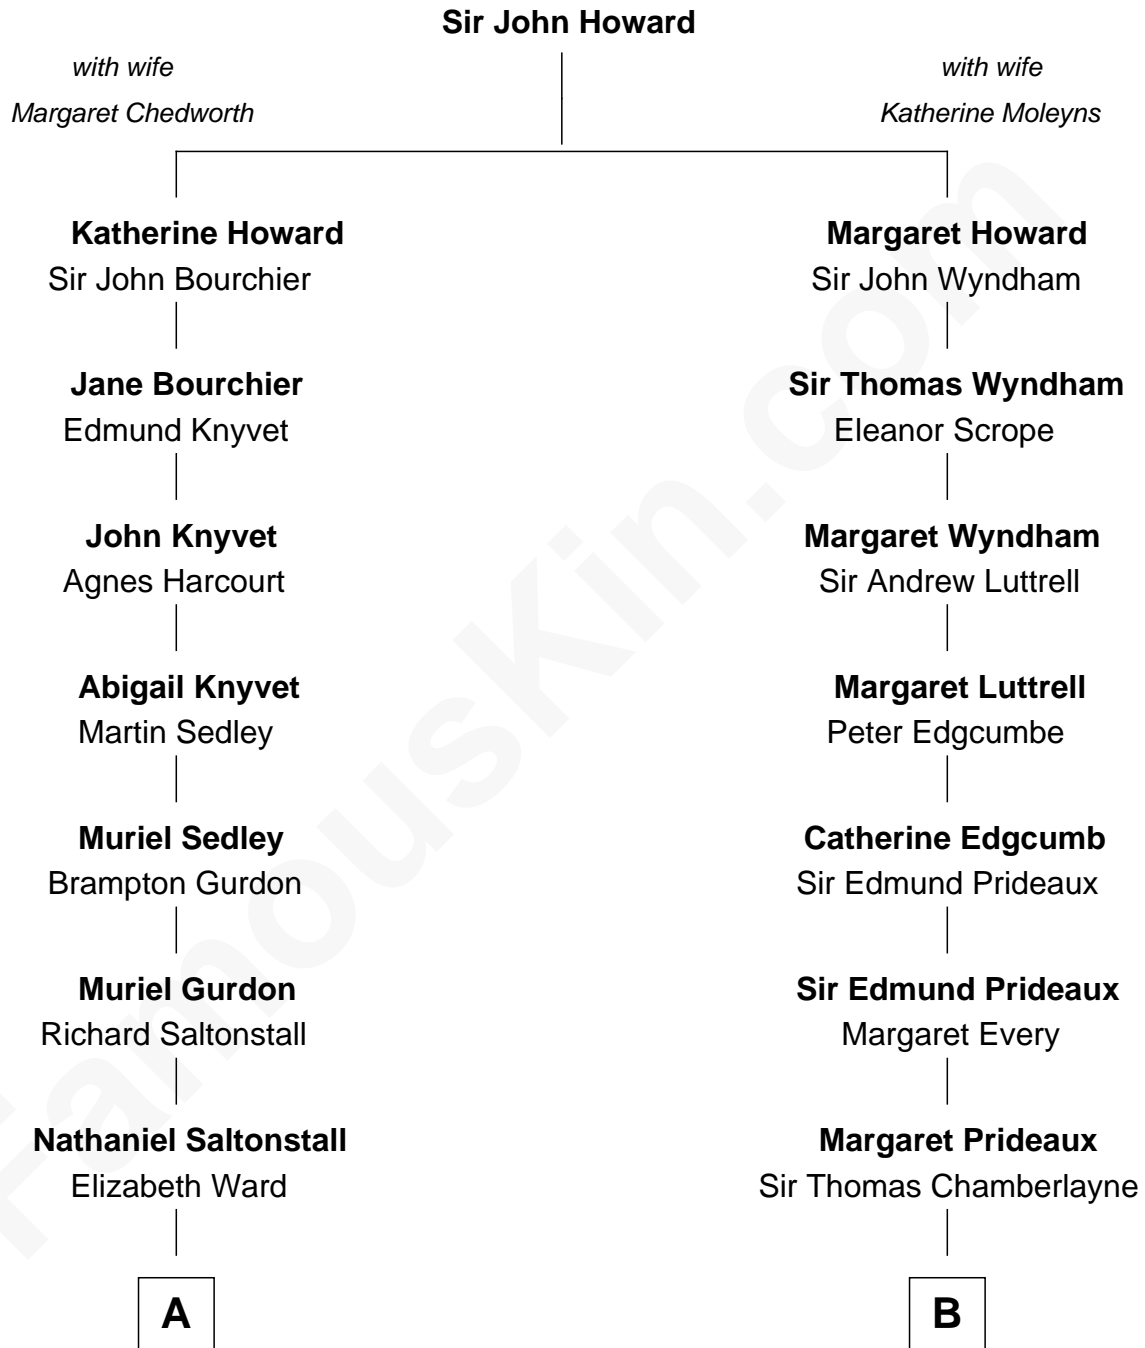 Sir John Howard
with wife
Margaret Chedworth
with wife
Katherine Moleyns
Katherine Howard
Sir John Bourchier
Margaret Howard
Sir John Wyndham
Jane Bourchier
Edmund Knyvet
Sir Thomas Wyndham
Eleanor Scrope
John Knyvet
Agnes Harcourt
Margaret Wyndham
Sir Andrew Luttrell
Abigail Knyvet
Martin Sedley
Margaret Luttrell
Peter Edgcumbe
Muriel Sedley
Brampton Gurdon
Catherine Edgcumb
Sir Edmund Prideaux
Muriel Gurdon
Richard Saltonstall
Sir Edmund Prideaux
Margaret Every
Nathaniel Saltonstall
Elizabeth Ward
Margaret Prideaux
Sir Thomas Chamberlayne
A
B
FamousKin.com